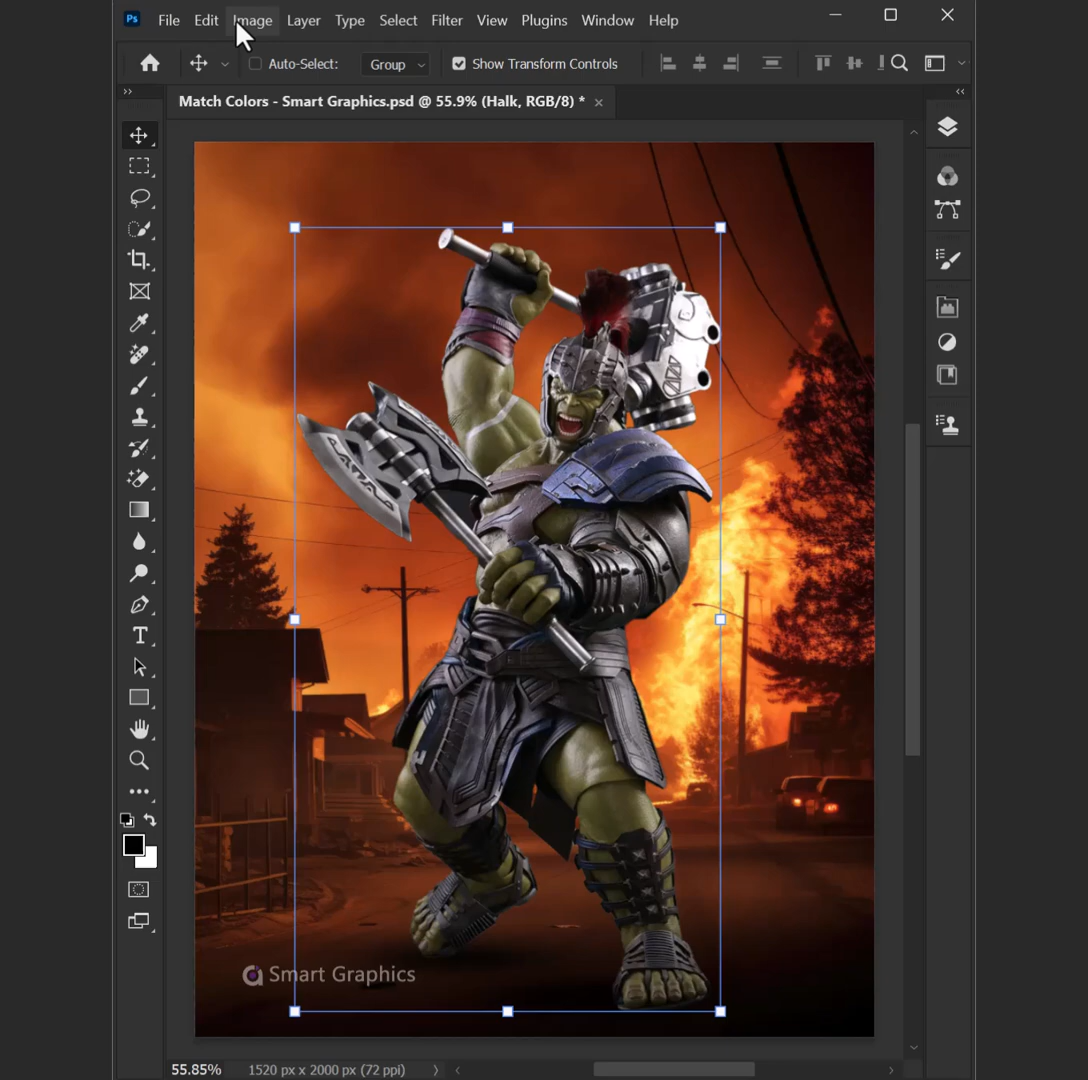 Ps File Edit Image Layer Type Select Filter View Plugins Window Help
Auto-Select: Group Show Transform Controls
Match Colors - Smart Graphics.psd @ 55.9% (Halk, RGB/8) *
Smart Graphics
55.85% 1520 px x 2000 px (72 ppi)